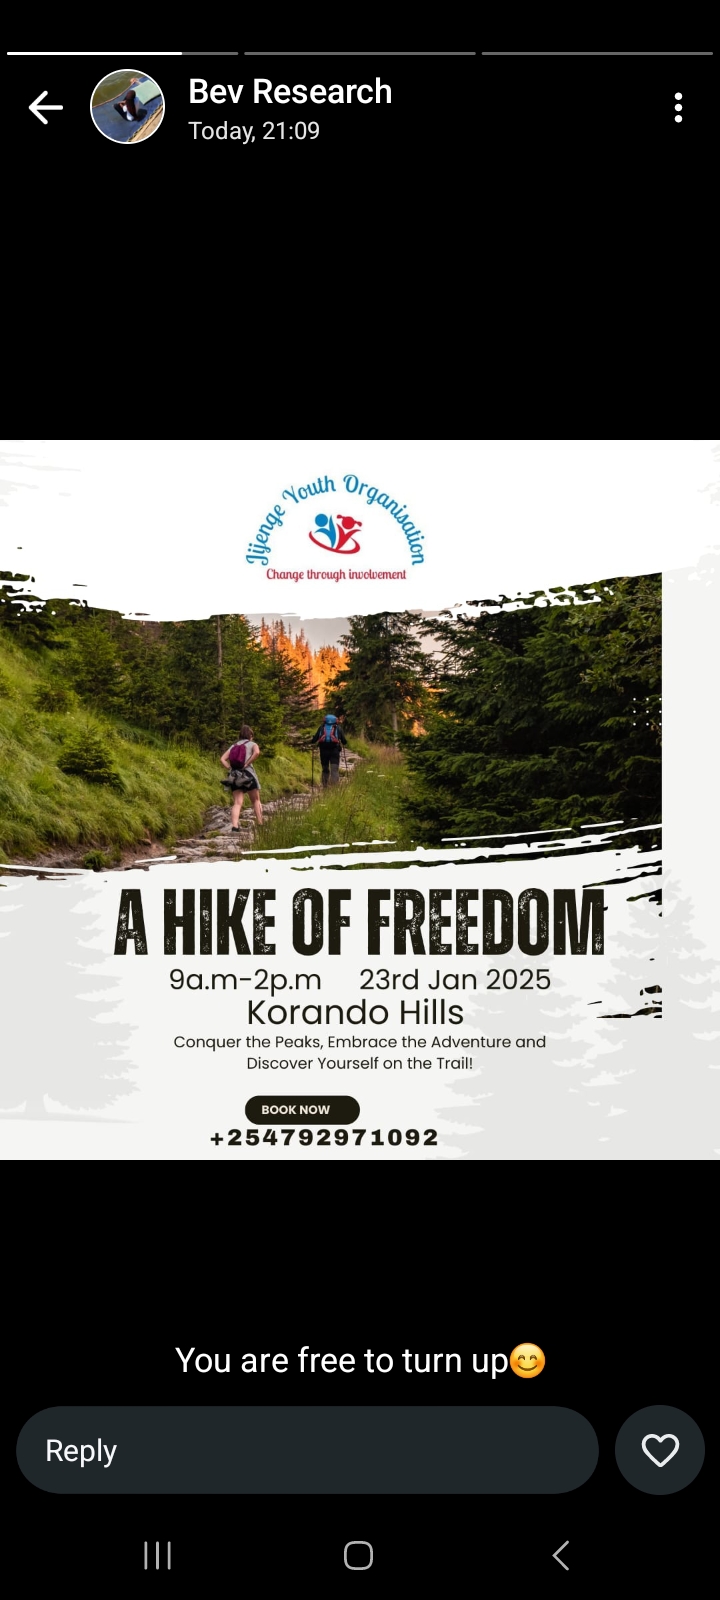 Bev Research
Today, 21:09
Jijenge Youth Organisation
Change through involvement
A HIKE OF FREEDOM
9a.m-2p.m 23rd Jan 2025
Korando Hills
Conquer the Peaks, Embrace the Adventure and
Discover Yourself on the Trail!
BOOK NOW
+254792971092
You are free to turn up😊
Reply